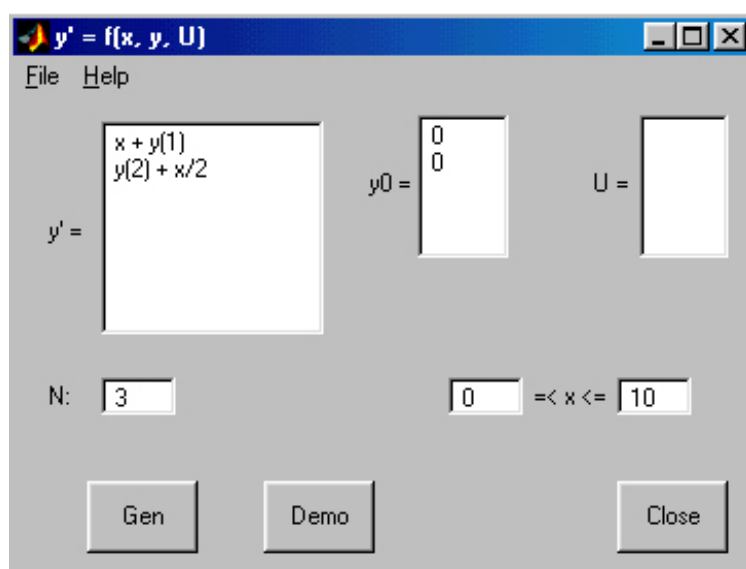 y' = f(x, y, U)
File Help
y' =
x + y(1)
y(2) + x/2
y0 =
0
0
U =
N: 3
0 =< x <= 10
Gen Demo Close